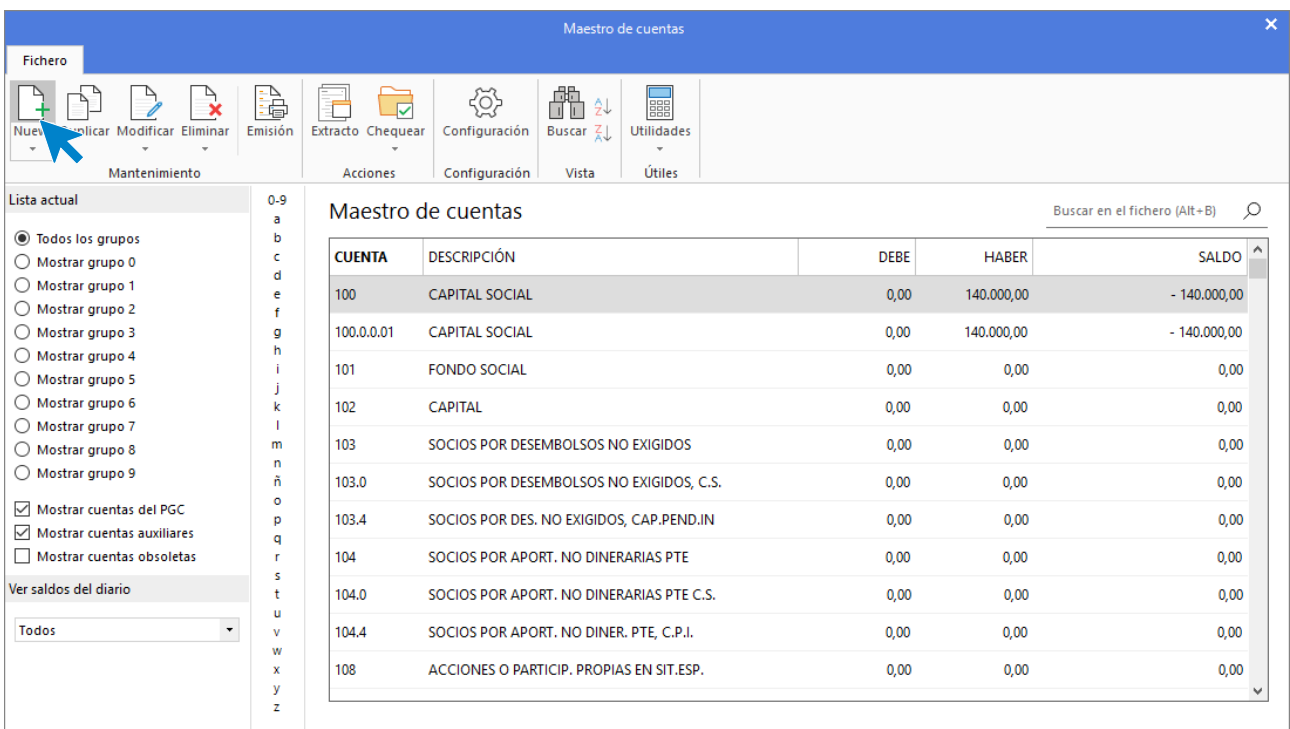 Maestro de cuentas
Fichero
Nuevo Duplicar Modificar Eliminar Emisión Extracto Chequear Configuración Buscar Utilidades
Mantenimiento Acciones Configuración Vista Útiles
Lista actual
Todos los grupos
Mostrar grupo 0
Mostrar grupo 1
Mostrar grupo 2
Mostrar grupo 3
Mostrar grupo 4
Mostrar grupo 5
Mostrar grupo 6
Mostrar grupo 7
Mostrar grupo 8
Mostrar grupo 9
Mostrar cuentas del PGC
Mostrar cuentas auxiliares
Mostrar cuentas obsoletas
Ver saldos del diario
Todos
0-9
a
b
c
d
e
f
g
h
i
j
k
l
m
n
ñ
o
p
q
r
s
t
u
v
w
x
y
z
Maestro de cuentas
Buscar en el fichero (Alt+B)
CUENTA DESCRIPCIÓN DEBE HABER SALDO
100 CAPITAL SOCIAL 0,00 140.000,00 - 140.000,00
100.0.0.01 CAPITAL SOCIAL 0,00 140.000,00 - 140.000,00
101 FONDO SOCIAL 0,00 0,00 0,00
102 CAPITAL 0,00 0,00 0,00
103 SOCIOS POR DESEMBOLSOS NO EXIGIDOS 0,00 0,00 0,00
103.0 SOCIOS POR DESEMBOLSOS NO EXIGIDOS, C.S. 0,00 0,00 0,00
103.4 SOCIOS POR DES. NO EXIGIDOS, CAP.PEND.IN 0,00 0,00 0,00
104 SOCIOS POR APORT. NO DINERARIAS PTE 0,00 0,00 0,00
104.0 SOCIOS POR APORT. NO DINERARIAS PTE C.S. 0,00 0,00 0,00
104.4 SOCIOS POR APORT. NO DINER. PTE, C.P.I. 0,00 0,00 0,00
108 ACCIONES O PARTICIP. PROPIAS EN SIT.ESP. 0,00 0,00 0,00